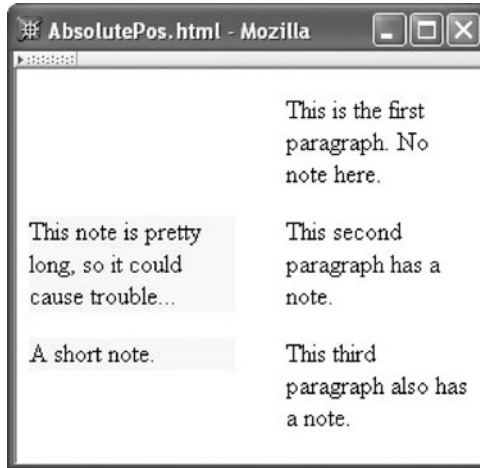 AbsolutePos.html - Mozilla
This is the first
paragraph. No
note here.
This note is pretty
long, so it could
cause trouble...
This second
paragraph has a
note.
A short note.
This third
paragraph also has
a note.